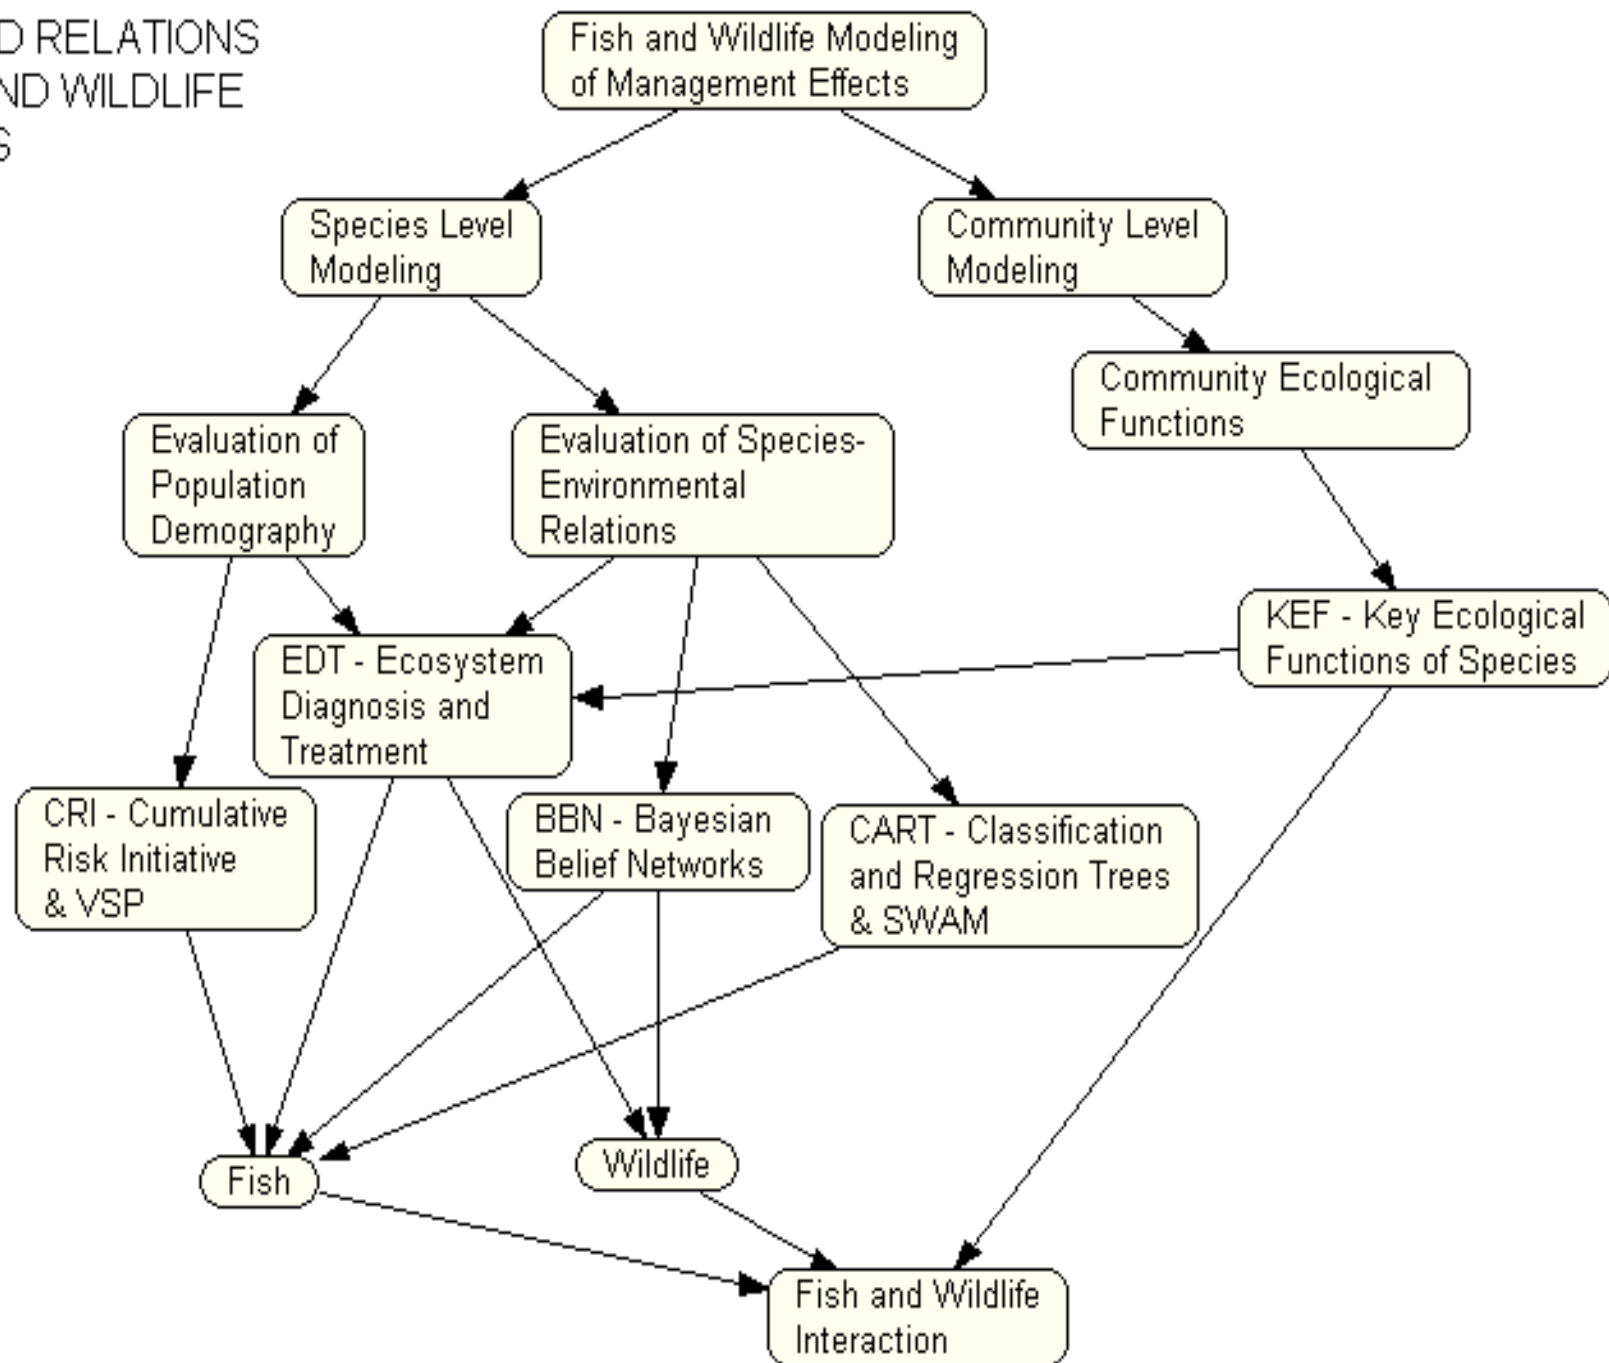 D RELATIONS
ND WILDLIFE
S
Fish and Wildlife Modeling
of Management Effects
Species Level
Modeling
Community Level
Modeling
Community Ecological
Functions
Evaluation of
Population
Demography
Evaluation of Species-
Environmental
Relations
KEF - Key Ecological
Functions of Species
EDT - Ecosystem
Diagnosis and
Treatment
CRI - Cumulative
Risk Initiative
& VSP
BBN - Bayesian
Belief Networks
CART - Classification
and Regression Trees
& SWAM
Fish
Wildlife
Fish and Wildlife
Interaction